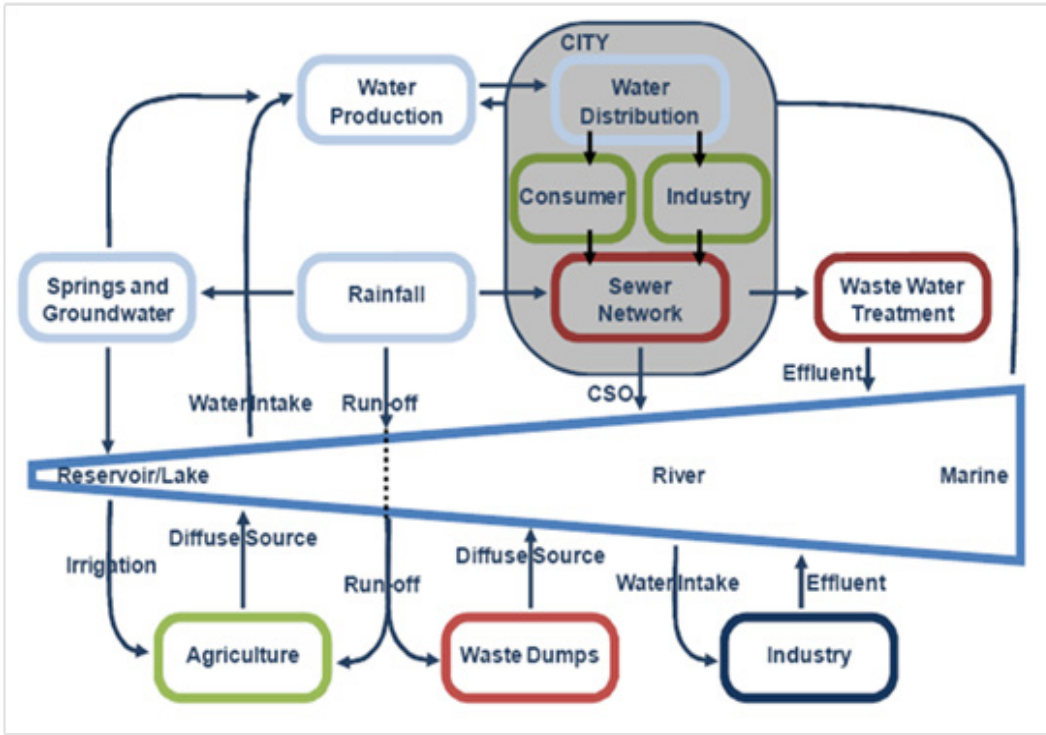 CITY
Water
Production
Water
Distribution
Consumer
Industry
Springs and
Groundwater
Rainfall
Sewer
Network
Waste Water
Treatment
Effluent
Water Intake
Run-off
CSO
Reservoir/Lake
River
Marine
Irrigation
Diffuse Source
Run-off
Diffuse Source
Water Intake
Effluent
Agriculture
Waste Dumps
Industry